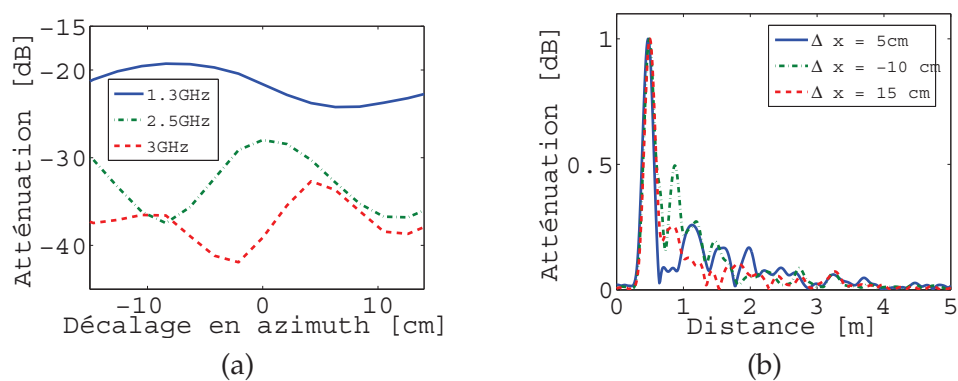 Atténuation [dB]
−15
−20
−30
−40
1.3GHz
2.5GHz
3GHz
−10
0
10
Décalage en azimuth [cm]
(a)
Atténuation [dB]
1
0.5
0
Δ x = 5cm
Δ x = -10 cm
Δ x = 15 cm
0
1
2
3
4
5
Distance [m]
(b)